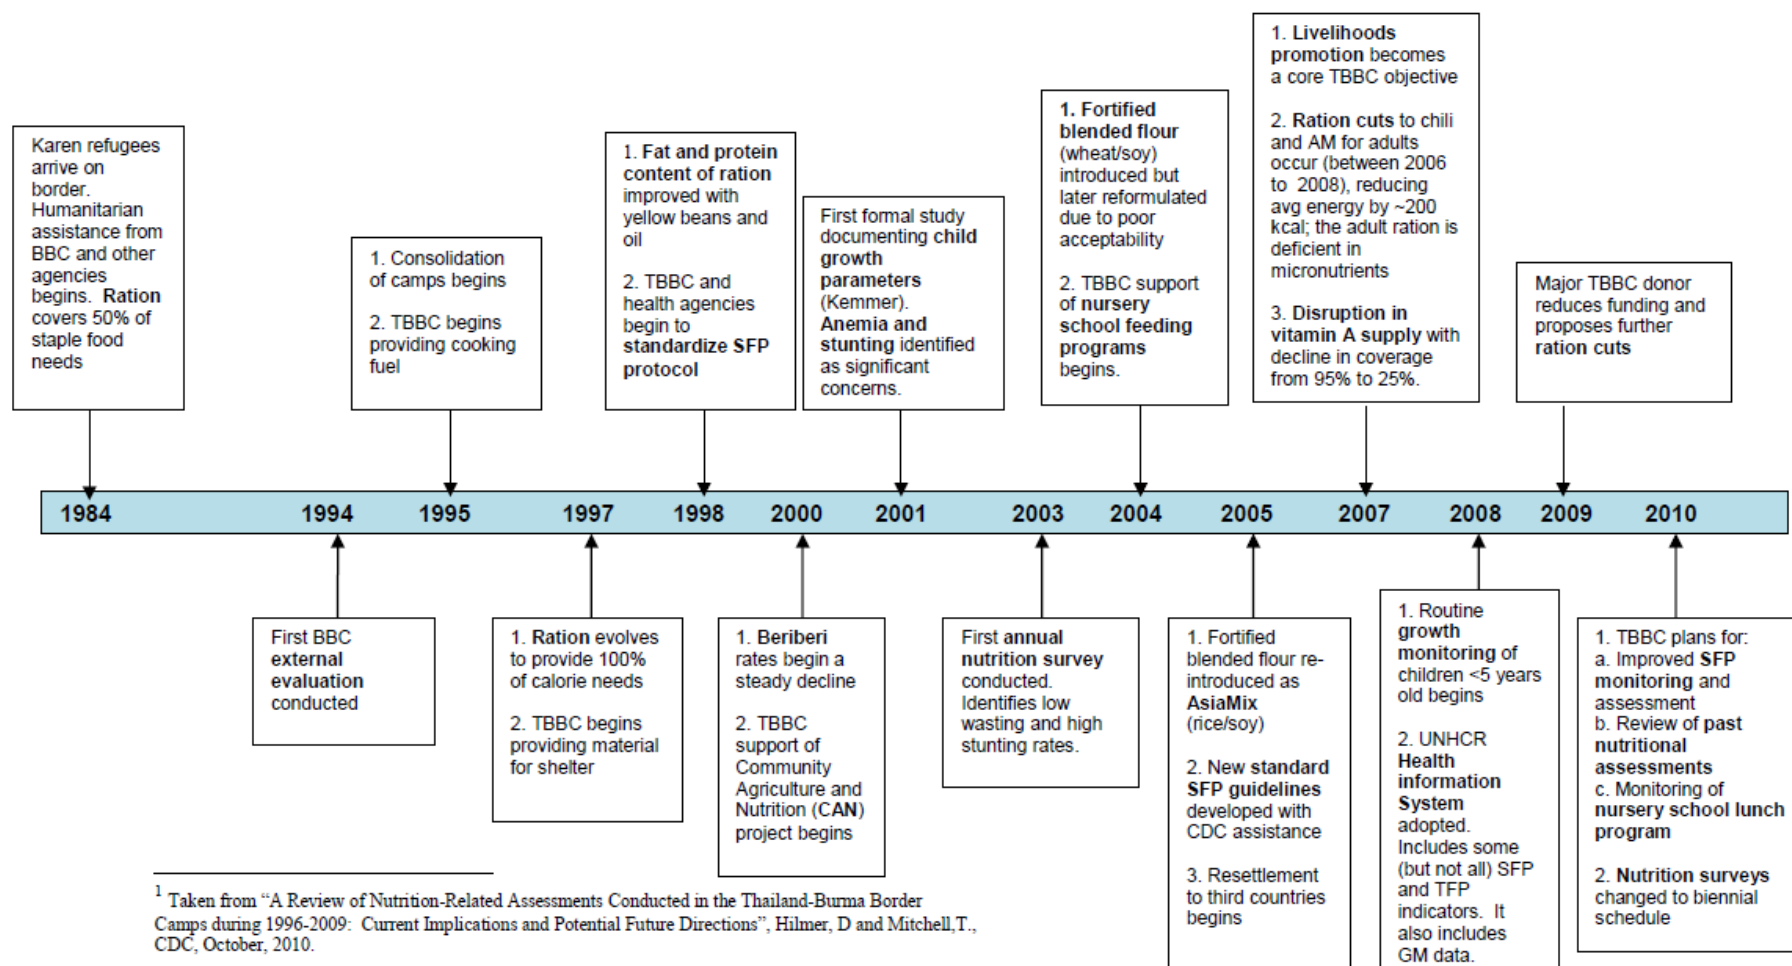 Karen refugees
arrive on
border.
Humanitarian
assistance from
BBC and other
agencies
begins.  Ration
covers 50% of
staple food
needs
1. Consolidation
of camps begins
2. TBBC begins
providing cooking
fuel
1. Fat and protein
content of ration
improved with
yellow beans and
oil
2. TBBC and
health agencies
begin to
standardize SFP
protocol
First formal study
documenting child
growth
parameters
(Kemmer).
Anemia and
stunting identified
as significant
concerns.
1. Fortified
blended flour
(wheat/soy)
introduced but
later reformulated
due to poor
acceptability
2. TBBC support
of nursery
school feeding
programs
begins.
1. Livelihoods
promotion becomes
a core TBBC objective
2. Ration cuts to chili
and AM for adults
occur (between 2006
to  2008), reducing
avg energy by ~200
kcal; the adult ration is
deficient in
micronutrients
3. Disruption in
vitamin A supply with
decline in coverage
from 95% to 25%.
Major TBBC donor
reduces funding and
proposes further
ration cuts
1984 1994 1995 1997 1998 2000 2001 2003 2004 2005 2007 2008 2009 2010
First BBC
external
evaluation
conducted
1. Ration evolves
to provide 100%
of calorie needs
2. TBBC begins
providing material
for shelter
1. Beriberi
rates begin a
steady decline
2. TBBC
support of
Community
Agriculture and
Nutrition (CAN)
project begins
First annual
nutrition survey
conducted.
Identifies low
wasting and high
stunting rates.
1. Fortified
blended flour re-
introduced as
AsiaMix
(rice/soy)
2. New standard
SFP guidelines
developed with
CDC assistance
3. Resettlement
to third countries
begins
1. Routine
growth
monitoring of
children <5 years
old begins
2. UNHCR
Health
information
System
adopted.
Includes some
(but not all) SFP
and TFP
indicators.  It
also includes
GM data.
1. TBBC plans for:
a. Improved SFP
monitoring and
assessment
b. Review of past
nutritional
assessments
c. Monitoring of
nursery school lunch
program
2. Nutrition surveys
changed to biennial
schedule
1 Taken from “A Review of Nutrition-Related Assessments Conducted in the Thailand-Burma Border
Camps during 1996-2009:  Current Implications and Potential Future Directions”, Hilmer, D and Mitchell,T.,
CDC, October, 2010.